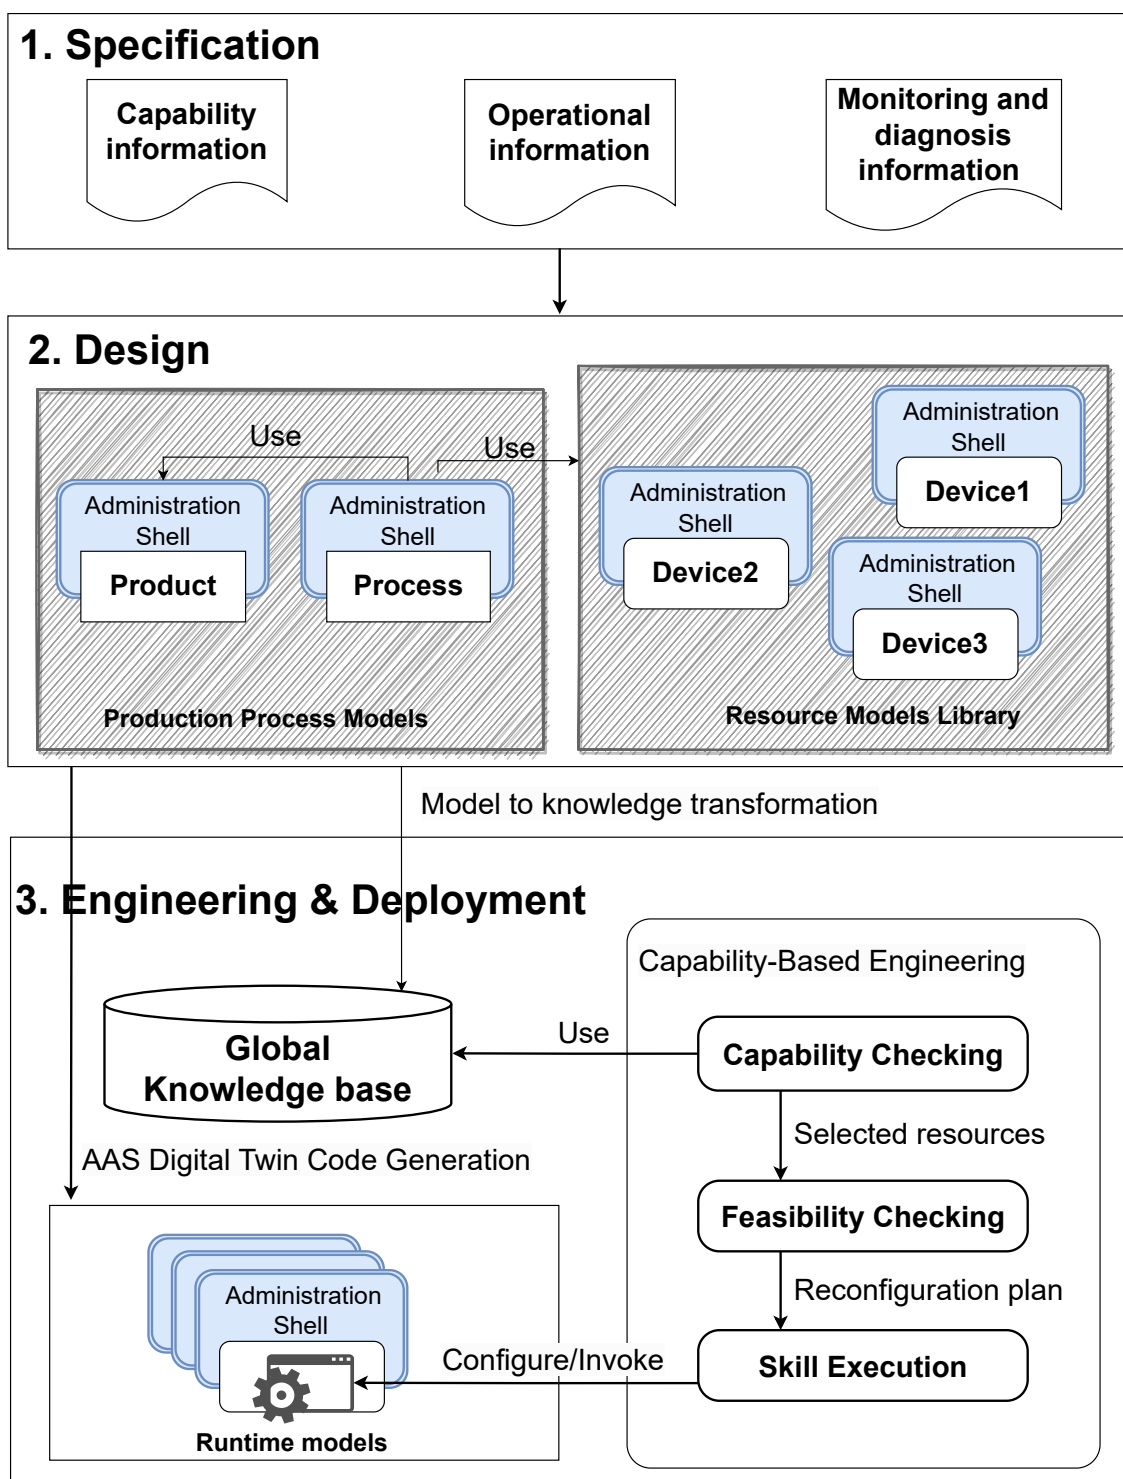 1. Specification
Capability
information
Operational
information
Monitoring and
diagnosis
information
2. Design
Use
Use
Administration
Shell
Product
Administration
Shell
Process
Production Process Models
Administration
Shell
Device1
Administration
Shell
Device2
Administration
Shell
Device3
Resource Models Library
Model to knowledge transformation
3. Engineering & Deployment
Capability-Based Engineering
Global
Knowledge base
Use
Capability Checking
Selected resources
AAS Digital Twin Code Generation
Feasibility Checking
Reconfiguration plan
Administration
Shell
Configure/Invoke
Skill Execution
Runtime models